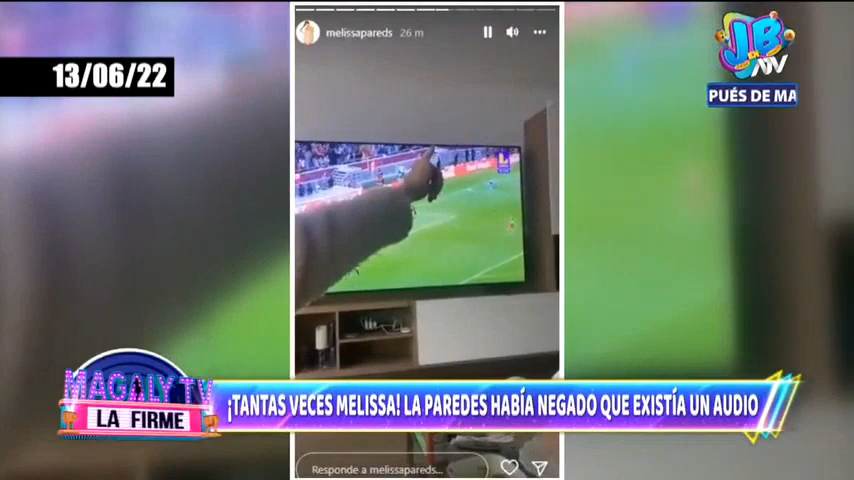 melissapareds 26 m
13/06/22
JB
ATV
PUÉS DE MA
MAGALY TV
LA FIRME
¡TANTAS VECES MELISSA! LA PAREDES HABÍA NEGADO QUE EXISTÍA UN AUDIO
Responde a melissapareds...